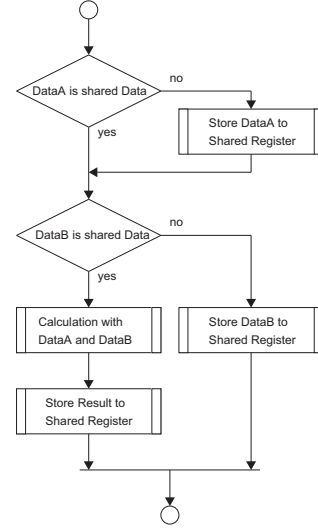 DataA is shared Data
no
yes
Store DataA to
Shared Register
DataB is shared Data
no
yes
Calculation with
DataA and DataB
Store DataB to
Shared Register
Store Result to
Shared Register